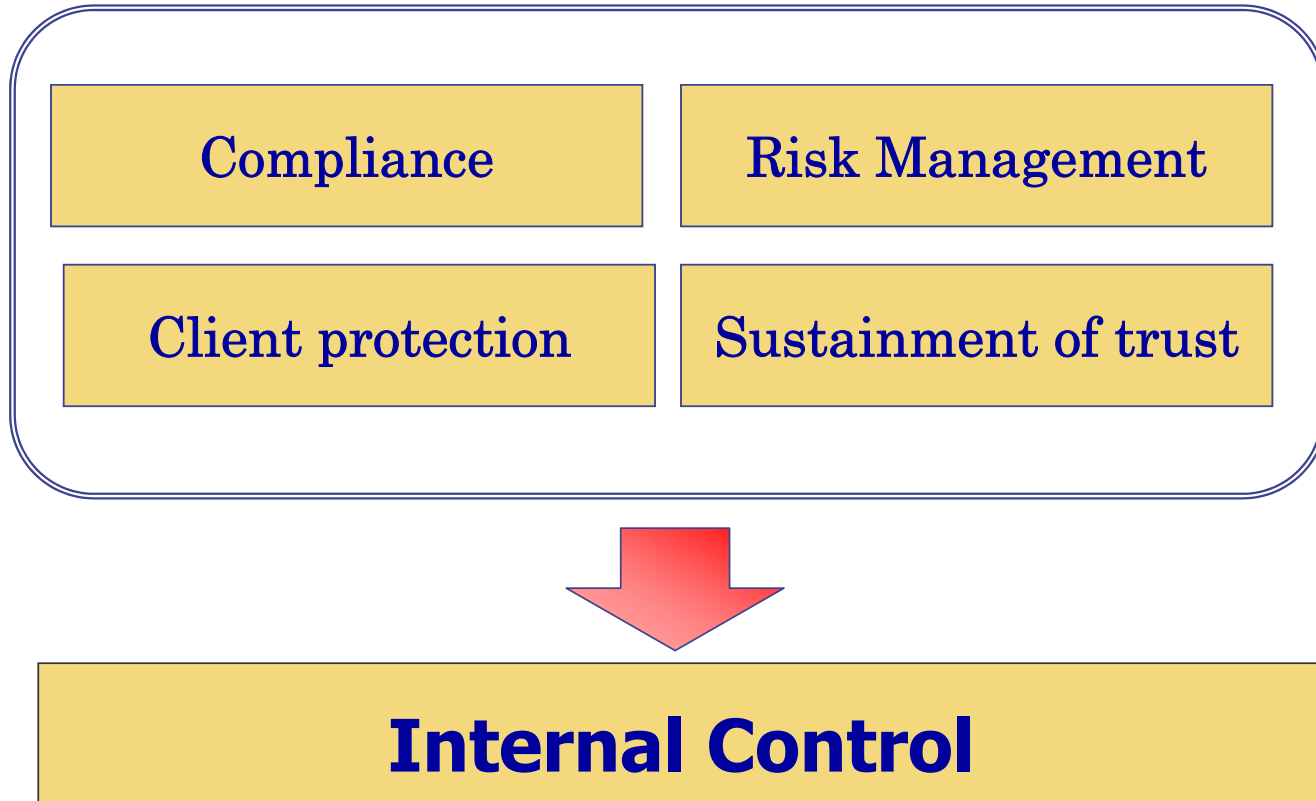 Compliance
Risk Management
Client protection
Sustainment of trust
Internal Control